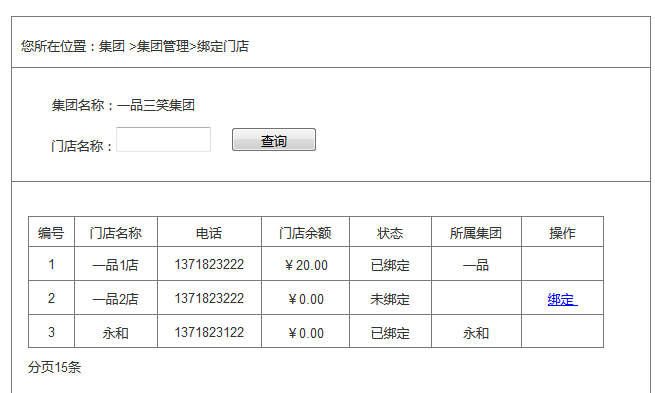 您所在位置：集团 >集团管理>绑定门店
集团名称：一品三笑集团
门店名称： 查询
编号 门店名称 电话 门店余额 状态 所属集团 操作
1 一品1店 1371823222 ￥20.00 已绑定 一品
2 一品2店 1371823222 ￥0.00 未绑定 绑定
3 永和 1371823122 ￥0.00 已绑定 永和
分页15条